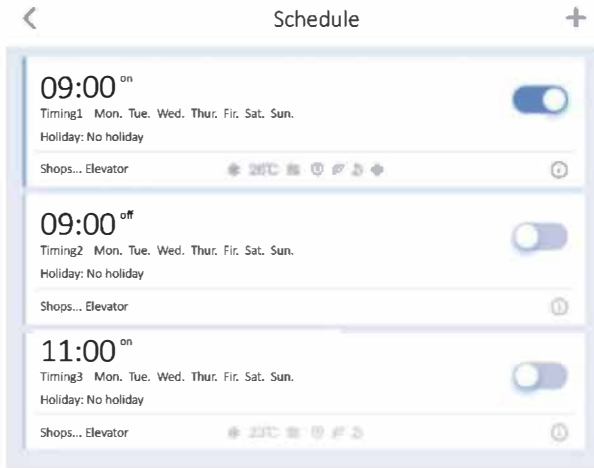 Schedule
09:00 on
Timing1 Mon. Tue. Wed. Thur. Fir. Sat. Sun.
Holiday: No holiday
Shops... Elevator 26℃
09:00 off
Timing2 Mon. Tue. Wed. Thur. Fir. Sat. Sun.
Holiday: No holiday
Shops... Elevator
11:00 on
Timing3 Mon. Tue. Wed. Thur. Fir. Sat. Sun.
Holiday: No holiday
Shops... Elevator 23℃